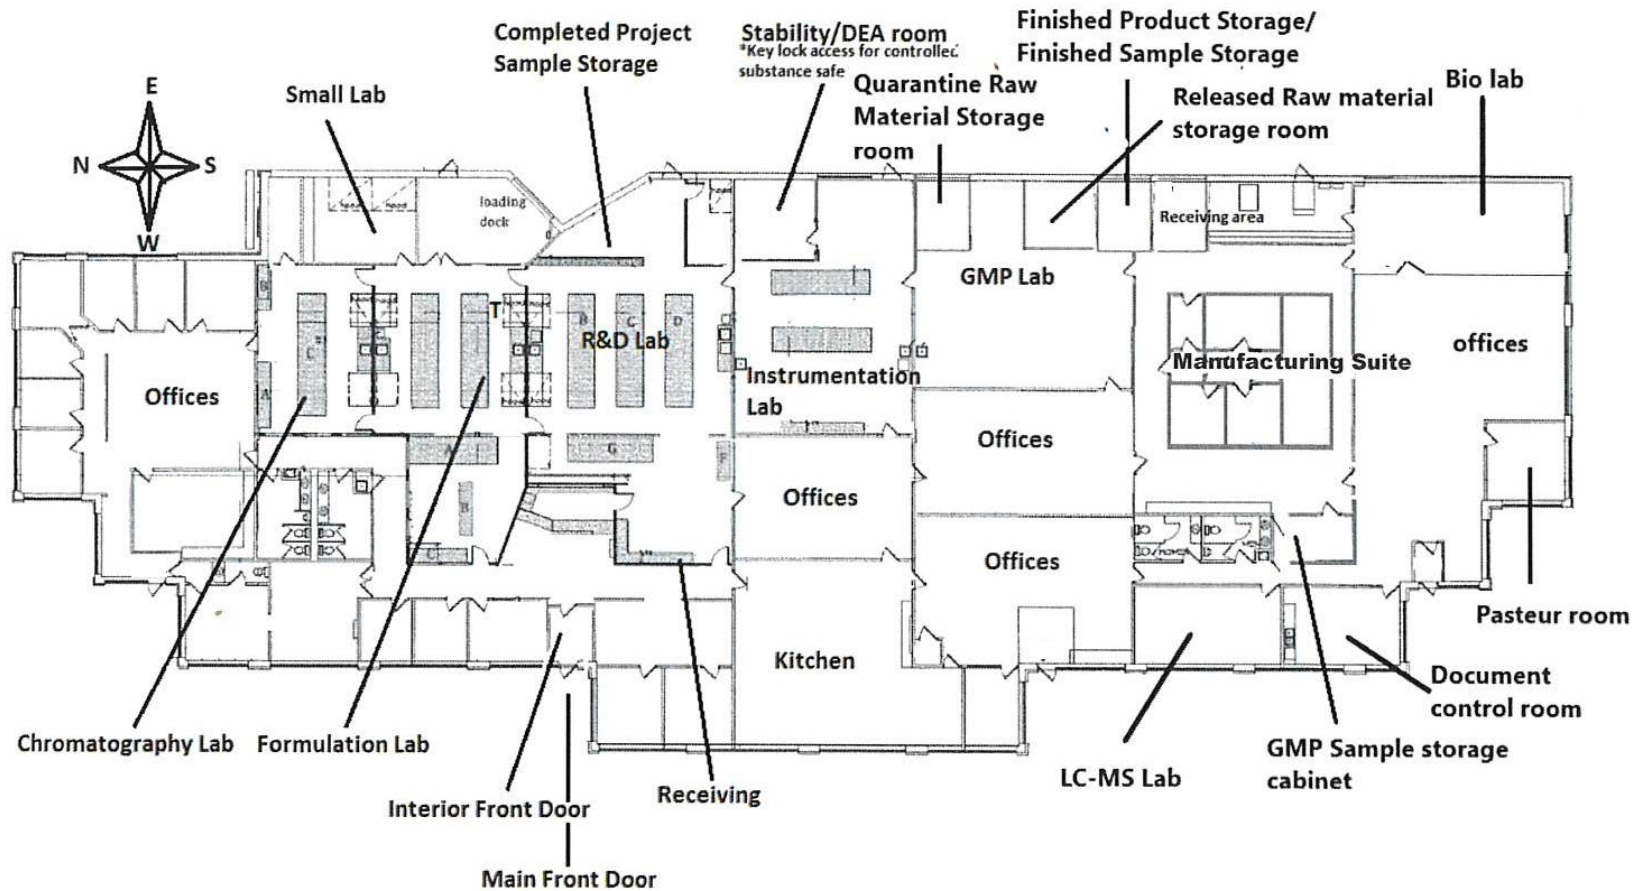 Completed Project
Sample Storage
Stability/DEA room
*Key lock access for controlled
substance safe
Finished Product Storage/
Finished Sample Storage
Small Lab
Quarantine Raw
Material Storage
room
Released Raw material
storage room
Bio lab
E
N
S
W
loading
dock
Receiving area
GMP Lab
T
B
C
D
R&D Lab
Offices
Instrumentation
Lab
Manufacturing Suite
offices
Offices
Offices
A
G
B
C
Offices
Kitchen
Pasteur room
Document
control room
GMP Sample storage
cabinet
LC-MS Lab
Chromatography Lab
Formulation Lab
Interior Front Door
Receiving
Main Front Door